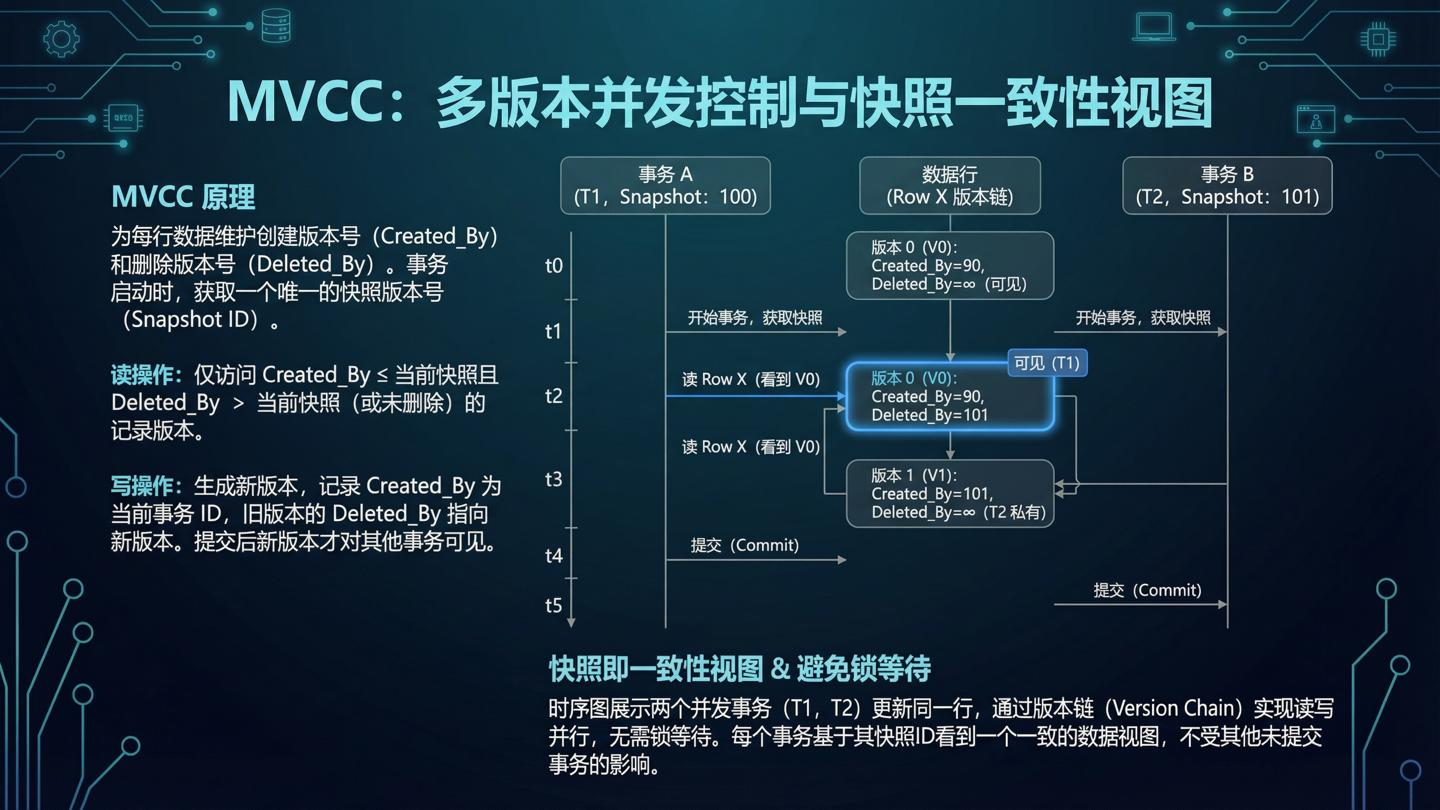 MVCC：多版本并发控制与快照一致性视图
MVCC 原理
为每行数据维护创建版本号（Created_By）
和删除版本号（Deleted_By）。事务
启动时，获取一个唯一的快照版本号
（Snapshot ID）。
读操作：仅访问 Created_By ≤ 当前快照且
Deleted_By > 当前快照（或未删除）的
记录版本。
写操作：生成新版本，记录 Created_By 为
当前事务 ID，旧版本的 Deleted_By 指向
新版本。提交后新版本才对其他事务可见。
事务 A
(T1，Snapshot：100)
数据行
(Row X 版本链)
事务 B
(T2，Snapshot：101)
t0
版本 0（V0）：
Created_By=90,
Deleted_By=∞（可见）
t1
开始事务，获取快照
开始事务，获取快照
t2
读 Row X（看到 V0）
可见（T1）
版本 0（V0）：
Created_By=90,
Deleted_By=101
读 Row X（看到 V0）
t3
版本 1（V1）：
Created_By=101,
Deleted_By=∞（T2 私有）
t4
提交（Commit）
t5
提交（Commit）
快照即一致性视图 & 避免锁等待
时序图展示两个并发事务（T1，T2）更新同一行，通过版本链（Version Chain）实现读写
并行，无需锁等待。每个事务基于其快照ID看到一个一致的数据视图，不受其他未提交
事务的影响。